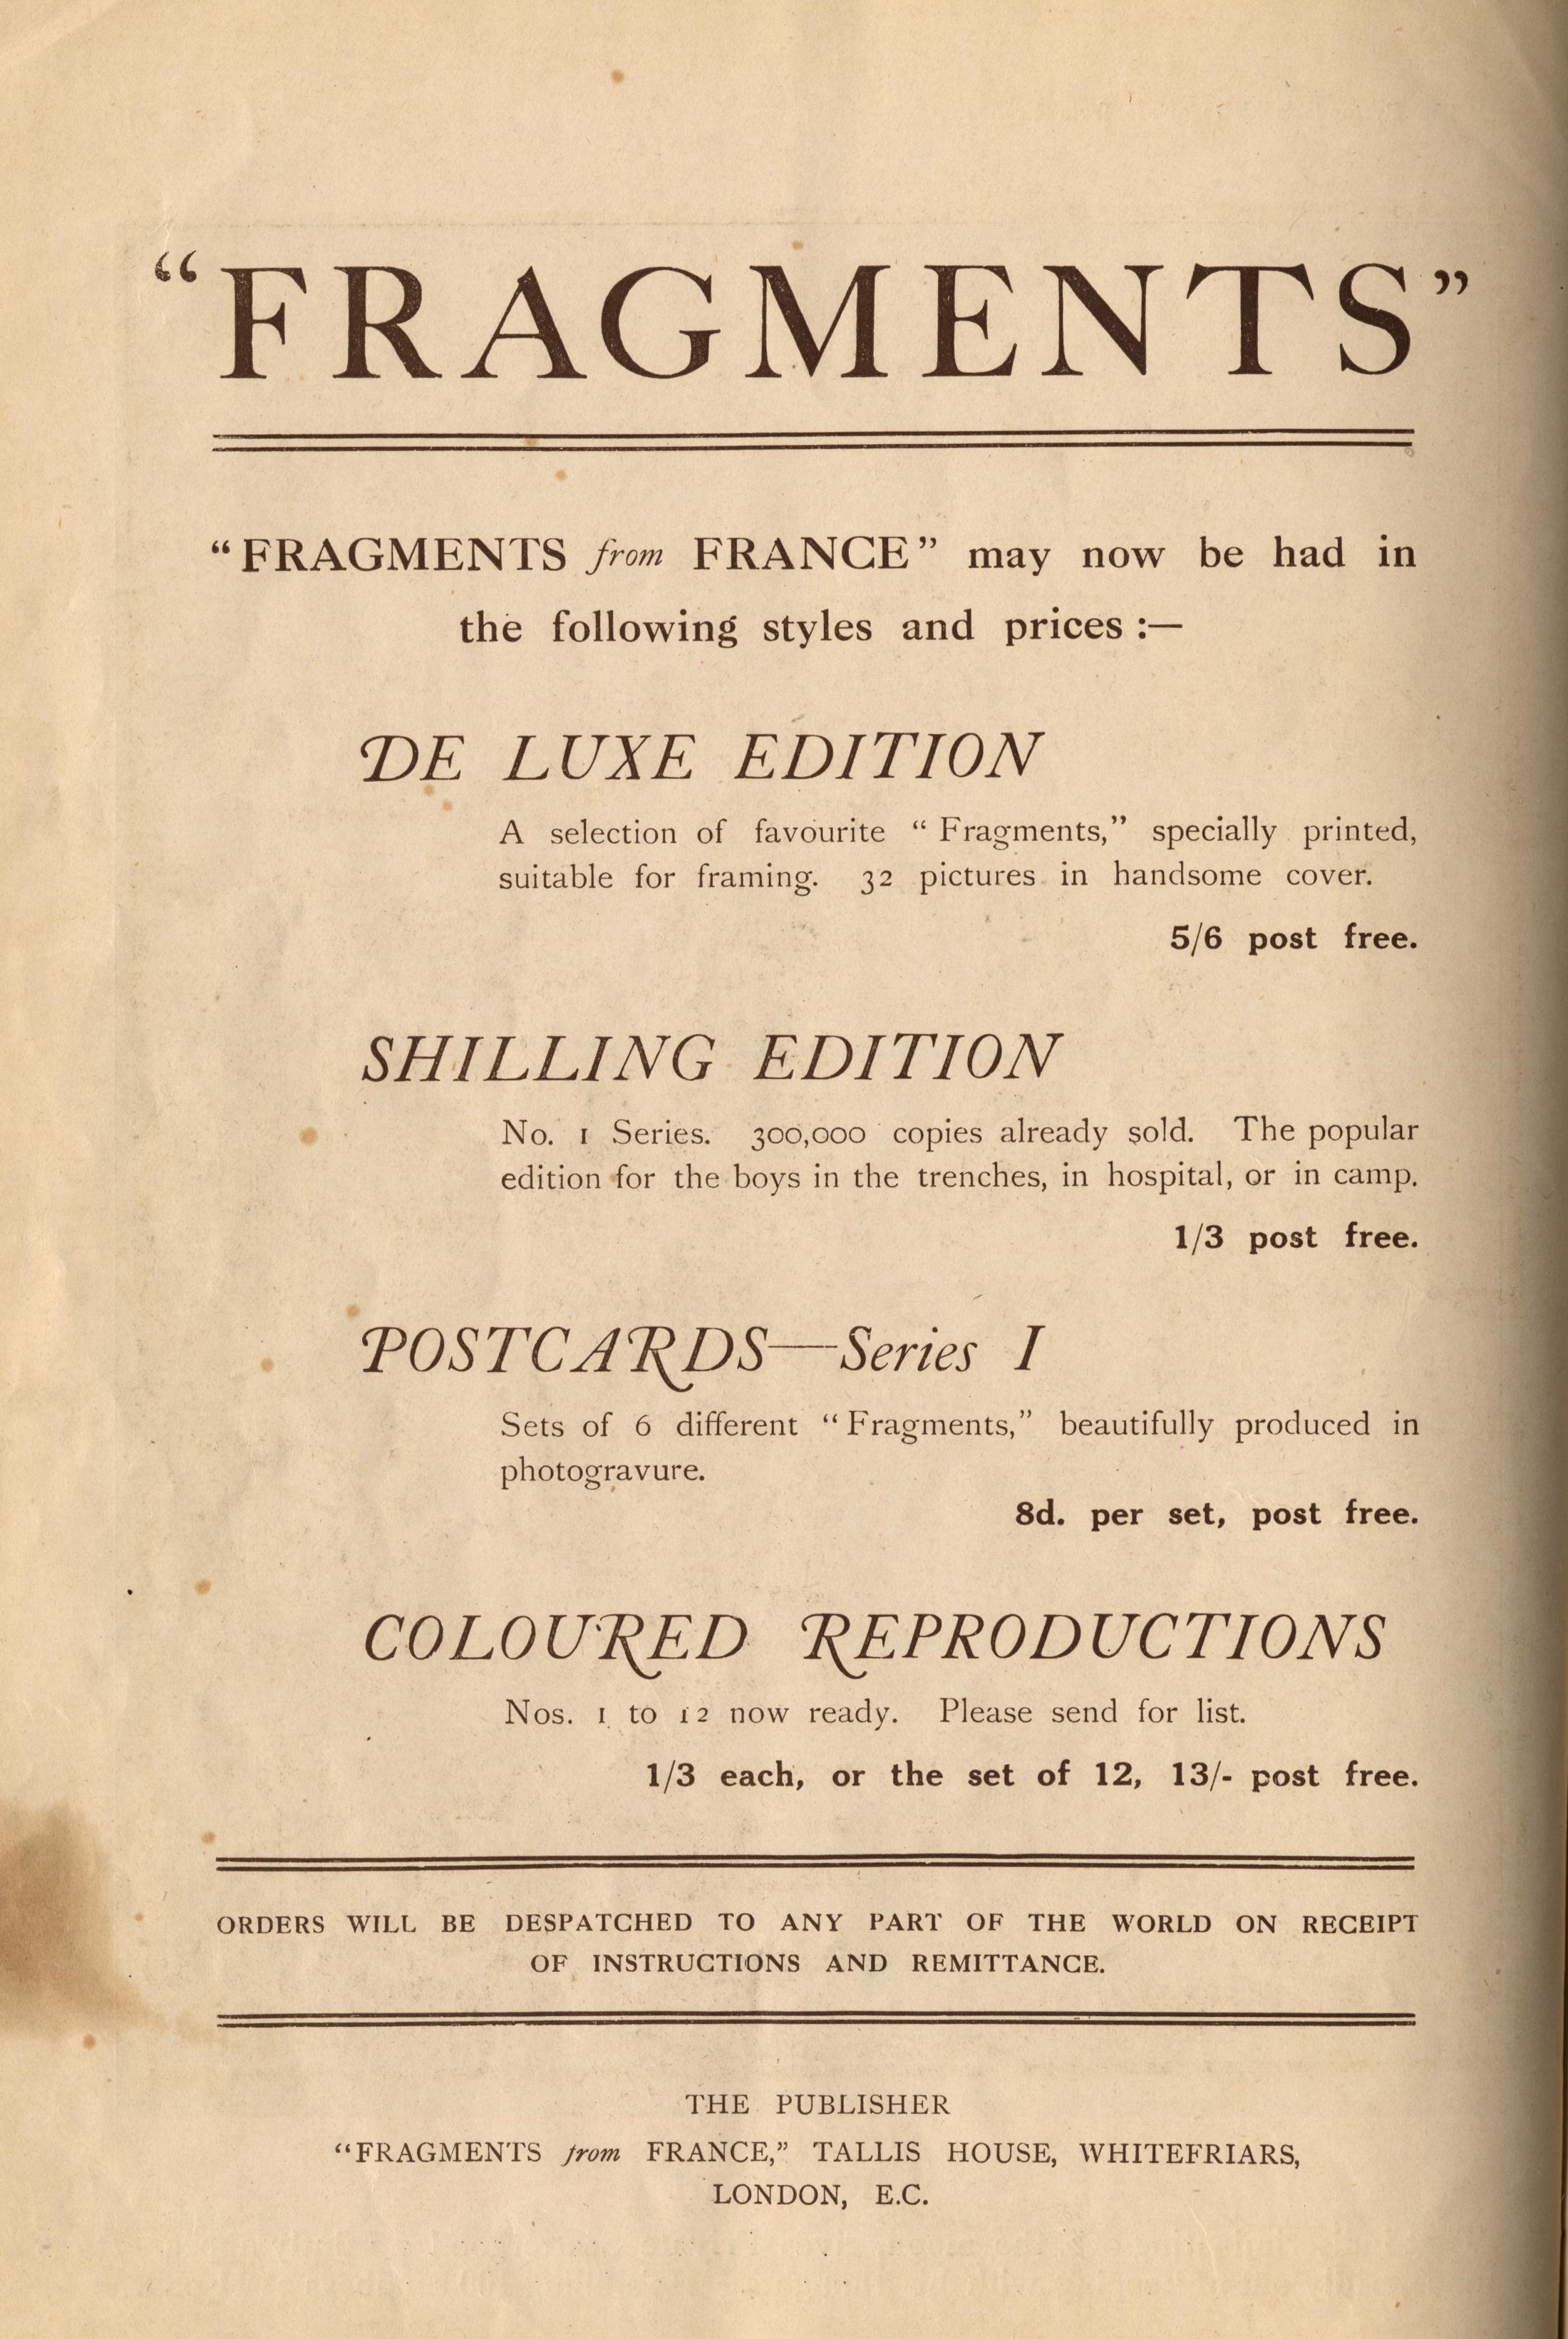 “FRAGMENTS”
“FRAGMENTS from FRANCE” may now be had in
the following styles and prices :—
DE LUXE EDITION
A selection of favourite “Fragments,” specially printed,
suitable for framing. 32 pictures in handsome cover.
5/6 post free.
SHILLING EDITION
No. 1 Series. 300,000 copies already sold. The popular
edition for the boys in the trenches, in hospital, or in camp.
1/3 post free.
POSTCARDS—Series I
Sets of 6 different “Fragments,” beautifully produced in
photogravure.
8d. per set, post free.
COLOURED REPRODUCTIONS
Nos. 1 to 12 now ready. Please send for list.
1/3 each, or the set of 12, 13/- post free.
ORDERS WILL BE DESPATCHED TO ANY PART OF THE WORLD ON RECEIPT
OF INSTRUCTIONS AND REMITTANCE.
THE PUBLISHER
“FRAGMENTS from FRANCE,” TALLIS HOUSE, WHITEFRIARS,
LONDON, E.C.